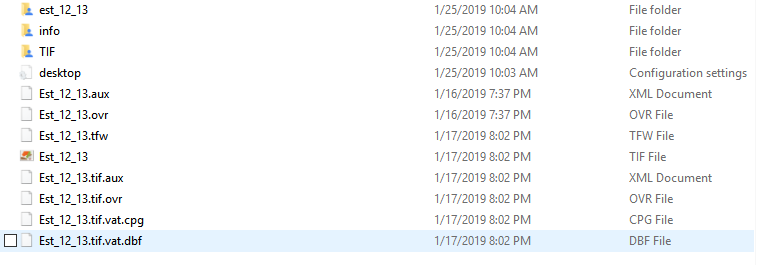 est_12_13 1/25/2019 10:04 AM File folder
info 1/25/2019 10:04 AM File folder
TIF 1/25/2019 10:04 AM File folder
desktop 1/25/2019 10:03 AM Configuration settings
Est_12_13.aux 1/16/2019 7:37 PM XML Document
Est_12_13.ovr 1/16/2019 7:37 PM OVR File
Est_12_13.tfw 1/17/2019 8:02 PM TFW File
Est_12_13 1/17/2019 8:02 PM TIF File
Est_12_13.tif.aux 1/17/2019 8:02 PM XML Document
Est_12_13.tif.ovr 1/17/2019 8:02 PM OVR File
Est_12_13.tif.vat.cpg 1/17/2019 8:02 PM CPG File
Est_12_13.tif.vat.dbf 1/17/2019 8:02 PM DBF File